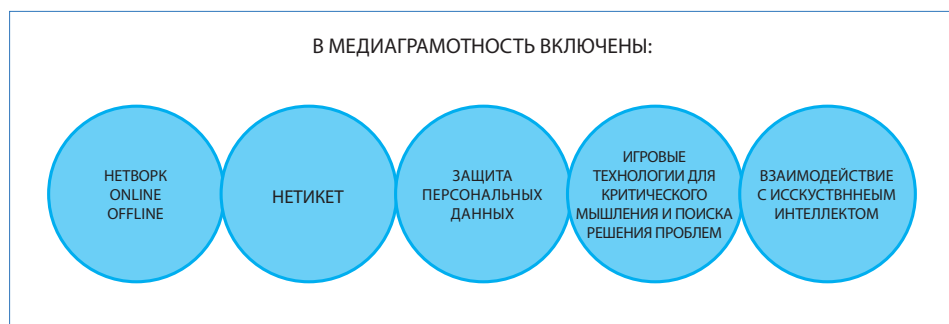 В МЕДИАГРАМОТНОСТЬ ВКЛЮЧЕНЫ:
НЕТВОРК
ONLINE
OFFLINE
НЕТИКЕТ
ЗАЩИТА
ПЕРСОНАЛЬНЫХ
ДАННЫХ
ИГРОВЫЕ
ТЕХНОЛОГИИ ДЛЯ
КРИТИЧЕСКОГО
МЫШЛЕНИЯ И ПОИСКА
РЕШЕНИЯ ПРОБЛЕМ
ВЗАИМОДЕЙСТВИЕ
С ИССКУСТВННЕЫМ
ИНТЕЛЛЕКТОМ